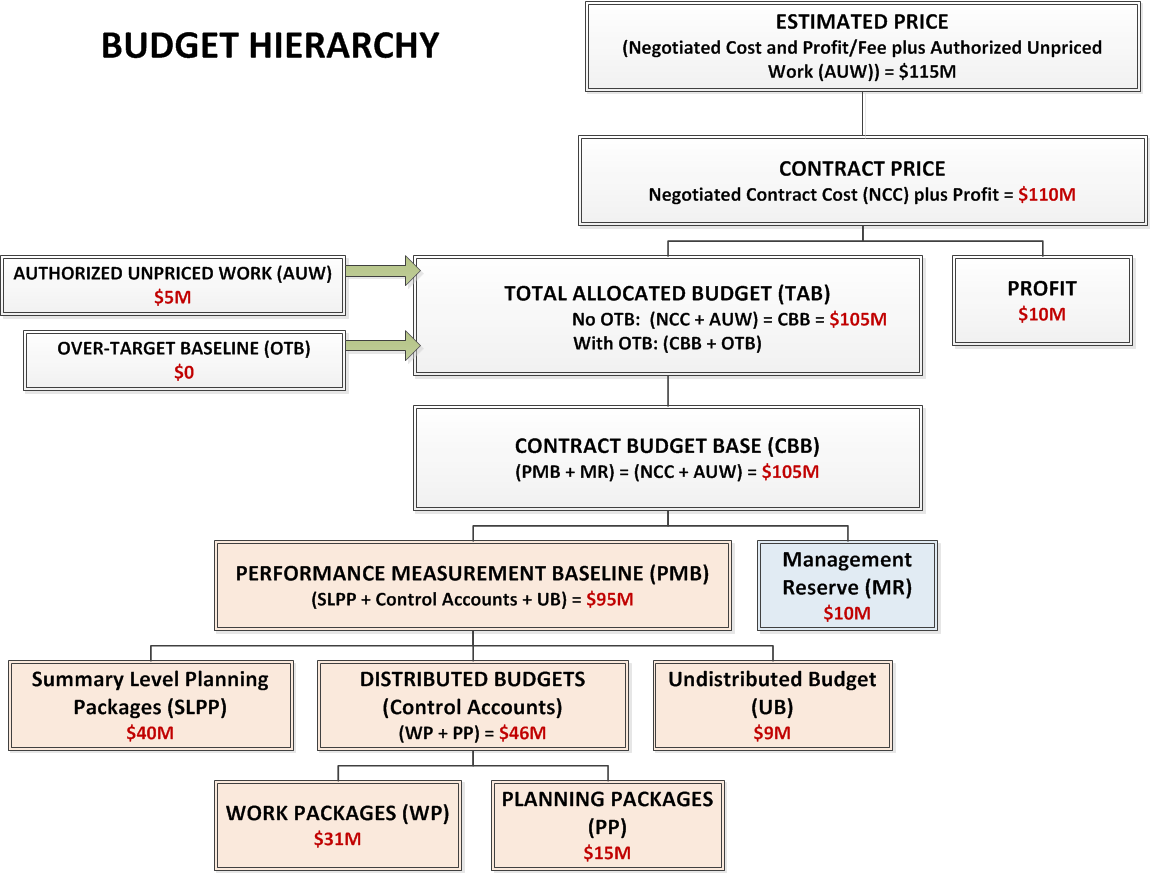 BUDGET HIERARCHY
ESTIMATED PRICE
(Negotiated Cost and Profit/Fee plus Authorized Unpriced
Work (AUW)) = $115M
CONTRACT PRICE
Negotiated Contract Cost (NCC) plus Profit = $110M
AUTHORIZED UNPRICED WORK (AUW)
$5M
OVER-TARGET BASELINE (OTB)
$0
TOTAL ALLOCATED BUDGET (TAB)
No OTB: (NCC + AUW) = CBB = $105M
With OTB: (CBB + OTB)
PROFIT
$10M
CONTRACT BUDGET BASE (CBB)
(PMB + MR) = (NCC + AUW) = $105M
PERFORMANCE MEASUREMENT BASELINE (PMB)
(SLPP + Control Accounts + UB) = $95M
Management
Reserve (MR)
$10M
Summary Level Planning
Packages (SLPP)
$40M
DISTRIBUTED BUDGETS
(Control Accounts)
(WP + PP) = $46M
Undistributed Budget
(UB)
$9M
WORK PACKAGES (WP)
$31M
PLANNING PACKAGES
(PP)
$15M